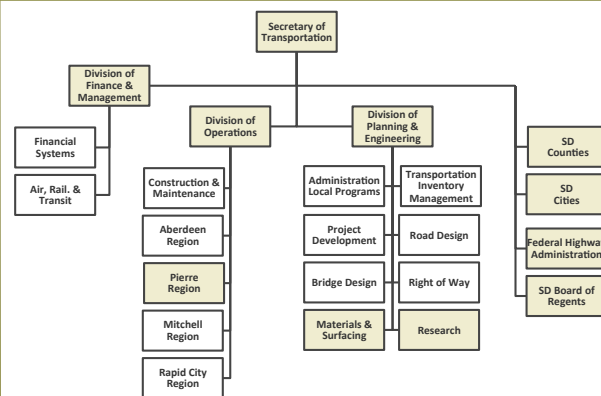 Secretary of
Transportation
Division of
Finance &
Management
Division of
Operations
Division of
Planning &
Engineering
Financial
Systems
Air, Rail. &
Transit
Construction &
Maintenance
Aberdeen
Region
Pierre
Region
Mitchell
Region
Rapid City
Region
Administration
Local Programs
Transportation
Inventory
Management
Project
Development
Road Design
Bridge Design
Right of Way
Materials &
Surfacing
Research
SD
Counties
SD
Cities
Federal Highway
Administration
SD Board of
Regents